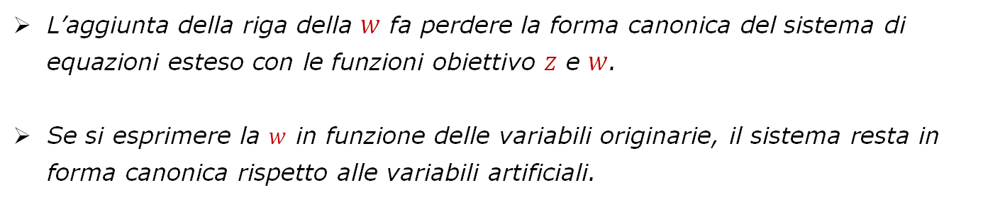 ➢ L’aggiunta della riga della w fa perdere la forma canonica del sistema di
equazioni esteso con le funzioni obiettivo z e w.
➢ Se si esprimere la w in funzione delle variabili originarie, il sistema resta in
forma canonica rispetto alle variabili artificiali.